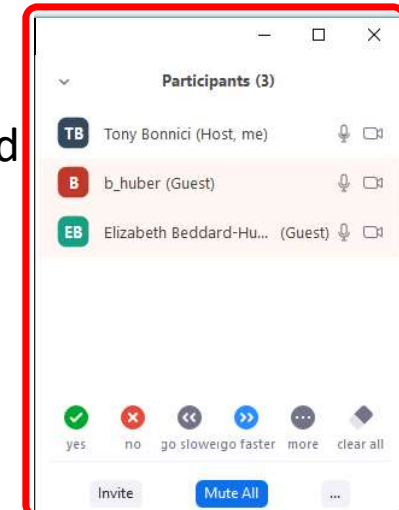 Participants (3)
d
TB Tony Bonnici (Host, me)
B b_huber (Guest)
EB Elizabeth Beddard-Hu... (Guest)
yes no go slower go faster more clear all
Invite Mute All ...